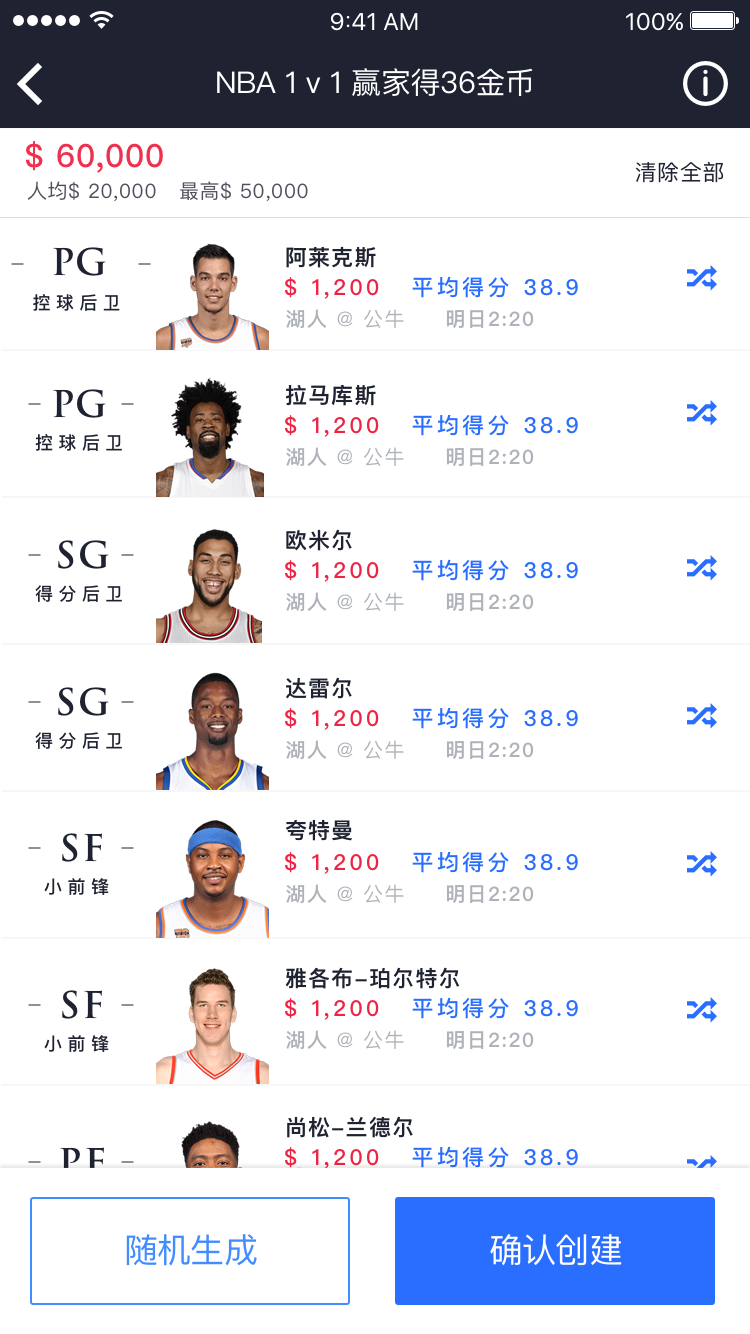 9:41 AM 100%
NBA 1 v 1 赢家得36金币
$ 60,000
人均$ 20,000 最高$ 50,000
清除全部
PG
控球后卫
阿莱克斯
$ 1,200 平均得分 38.9
湖人 @ 公牛 明日2:20
PG
控球后卫
拉马库斯
$ 1,200 平均得分 38.9
湖人 @ 公牛 明日2:20
SG
得分后卫
欧米尔
$ 1,200 平均得分 38.9
湖人 @ 公牛 明日2:20
SG
得分后卫
达雷尔
$ 1,200 平均得分 38.9
湖人 @ 公牛 明日2:20
SF
小前锋
夸特曼
$ 1,200 平均得分 38.9
湖人 @ 公牛 明日2:20
SF
小前锋
雅各布-珀尔特尔
$ 1,200 平均得分 38.9
湖人 @ 公牛 明日2:20
PF
尚松-兰德尔
$ 1,200 平均得分 38.9
随机生成 确认创建